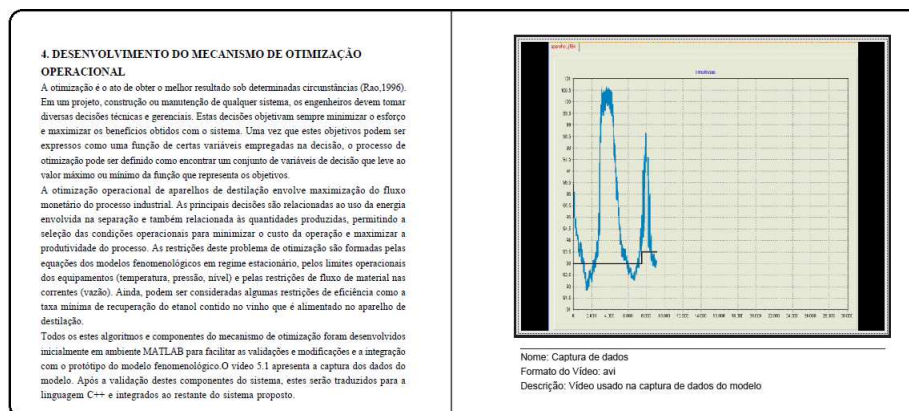 4. DESENVOLVIMENTO DO MECANISMO DE OTIMIZAÇÃO
OPERACIONAL
A otimização é o ato de obter o melhor resultado sob determinadas circunstâncias (Rao,1996).
Em um projeto, construção ou manutenção de qualquer sistema, os engenheiros devem tomar
diversas decisões técnicas e gerenciais. Estas decisões objetivam sempre minimizar o esforço
e maximizar os benefícios obtidos com o sistema. Uma vez que estes objetivos podem ser
expressos como uma função de certas variáveis empregadas na decisão, o processo de
otimização pode ser definido como encontrar um conjunto de variáveis de decisão que leve ao
valor máximo ou mínimo da função que representa os objetivos.
A otimização operacional de aparelhos de destilação envolve maximização do fluxo
monetário do processo industrial. As principais decisões são relacionadas ao uso da energia
envolvida na separação e também relacionada às quantidades produzidas, permitindo a
seleção das condições operacionais para minimizar o custo da operação e maximizar a
produtividade do processo. As restrições deste problema de otimização são formadas pelas
equações dos modelos fenomenológicos em regime estacionário, pelos limites operacionais
dos equipamentos (temperatura, pressão, nível) e pelas restrições de fluxo de material nas
correntes (vazão). Ainda, podem ser consideradas algumas restrições de eficiência como a
taxa mínima de recuperação do etanol contido no vinho que é alimentado no aparelho de
destilação.
Todos os estes algoritmos e componentes do mecanismo de otimização foram desenvolvidos
inicialmente em ambiente MATLAB para facilitar as validações e modificações e a integração
com o protótipo do modelo fenomenológico.O vídeo 5.1 apresenta a captura dos dados do
modelo. Após a validação destes componentes do sistema, estes serão traduzidos para a
linguagem C++ e integrados ao restante do sistema proposto.
Nome: Captura de dados
Formato do Vídeo: avi
Descrição: Vídeo usado na captura de dados do modelo